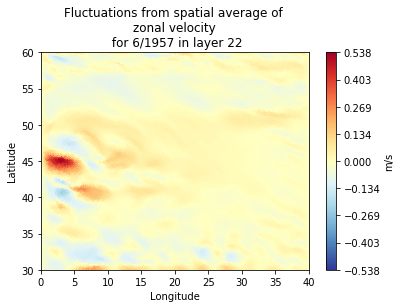 Fluctuations from spatial average of
zonal velocity
for 6/1957 in layer 22
60
55
50
45
40
35
30
Latitude
0 5 10 15 20 25 30 35 40
Longitude
0.538
0.403
0.269
0.134
0.000
−0.134
−0.269
−0.403
−0.538
m/s